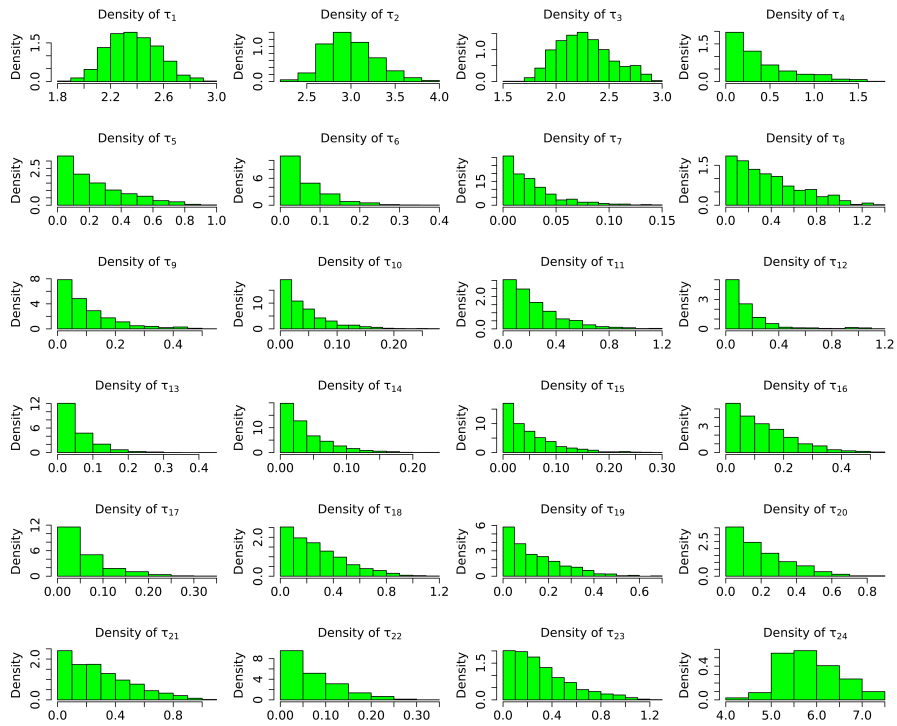 Density of τ1
Density
0.0 1.5
1.8 2.2 2.6 3.0
Density of τ2
Density
0.0 1.0
2.5 3.0 3.5 4.0
Density of τ3
Density
0.0 1.0
1.5 2.0 2.5 3.0
Density of τ4
Density
0.0 1.5
0.0 0.5 1.0 1.5
Density of τ5
Density
0.0 2.5
0.0 0.2 0.4 0.6 0.8 1.0
Density of τ6
Density
0 6
0.0 0.1 0.2 0.3 0.4
Density of τ7
Density
0 15
0.00 0.05 0.10 0.15
Density of τ8
Density
0.0 1.5
0.0 0.4 0.8 1.2
Density of τ9
Density
0 4 8
0.0 0.2 0.4
Density of τ10
Density
0 10
0.00 0.10 0.20
Density of τ11
Density
0.0 2.0
0.0 0.4 0.8 1.2
Density of τ12
Density
0 3
0.0 0.2 0.4 0.6 0.8 1.0 1.2
Density of τ13
Density
0 6 12
0.0 0.1 0.2 0.3 0.4
Density of τ14
Density
0 10
0.00 0.10 0.20
Density of τ15
Density
0 10
0.00 0.10 0.20 0.30
Density of τ16
Density
0 3
0.0 0.2 0.4
Density of τ17
Density
0 6 12
0.00 0.10 0.20 0.30
Density of τ18
Density
0.0 2.0
0.0 0.4 0.8 1.2
Density of τ19
Density
0 3 6
0.0 0.2 0.4 0.6
Density of τ20
Density
0.0 2.5
0.0 0.2 0.4 0.6 0.8
Density of τ21
Density
0.0 2.0
0.0 0.4 0.8
Density of τ22
Density
0 4 8
0.00 0.10 0.20 0.30
Density of τ23
Density
0.0 1.5
0.0 0.4 0.8 1.2
Density of τ24
Density
0.0 0.4
4.0 5.0 6.0 7.0